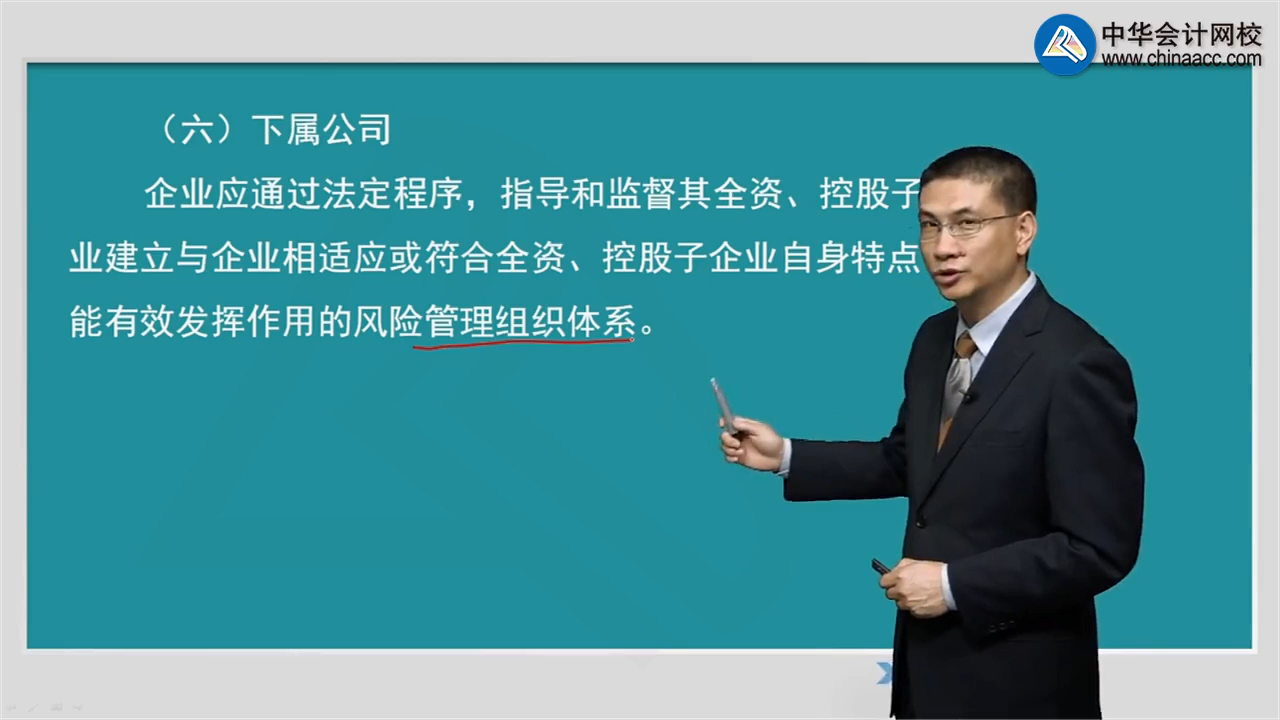 中华会计网校
www.chinaacc.com
（六）下属公司
企业应通过法定程序，指导和监督其全资、控股子
业建立与企业相适应或符合全资、控股子企业自身特点
能有效发挥作用的风险管理组织体系。